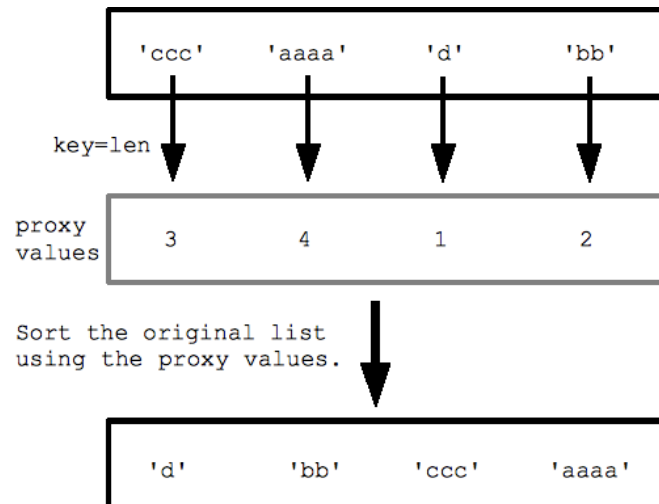 'ccc' 'aaaa' 'd' 'bb'
key=len
proxy
values
3 4 1 2
Sort the original list
using the proxy values.
'd' 'bb' 'ccc' 'aaaa'